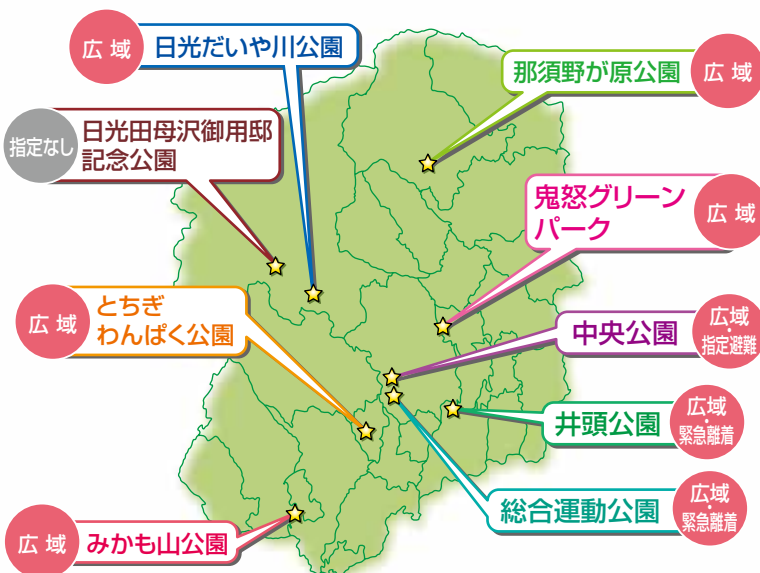 広域
日光だいや川公園
那須野が原公園
広域
指定なし
日光田母沢御用邸
記念公園
鬼怒グリーン
パーク
広域
広域
とちぎ
わんぱく公園
中央公園
広域
・
指定避難
井頭公園
広域
・
緊急離着
総合運動公園
広域
・
緊急離着
広域
みかも山公園